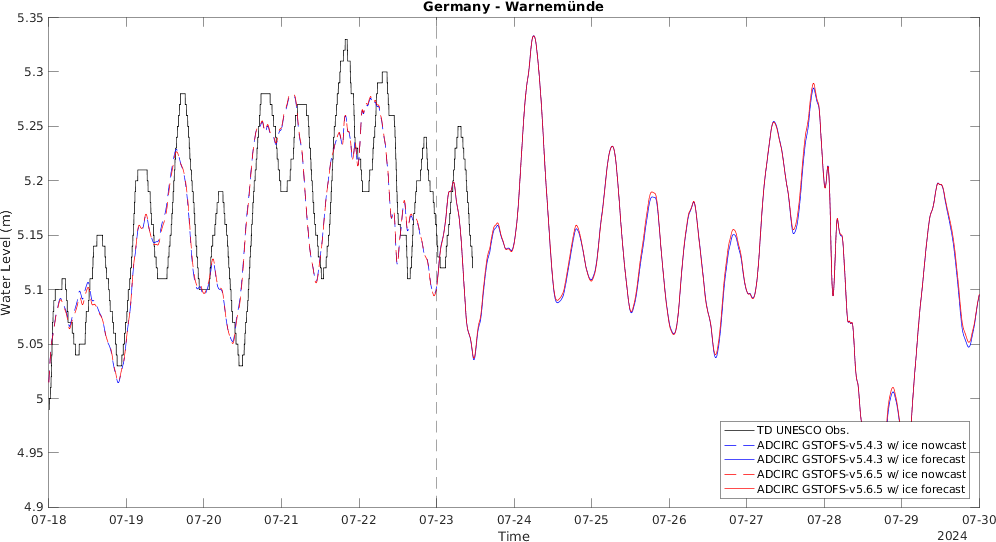 Germany - Warnemünde
5.35
5.3
5.25
5.2
5.15
5.1
5.05
5
4.95
4.9
Water Level (m)
TD UNESCO Obs.
ADCIRC GSTOFS-v5.4.3 w/ ice nowcast
ADCIRC GSTOFS-v5.4.3 w/ ice forecast
ADCIRC GSTOFS-v5.6.5 w/ ice nowcast
ADCIRC GSTOFS-v5.6.5 w/ ice forecast
07-18 07-19 07-20 07-21 07-22 07-23 07-24 07-25 07-26 07-27 07-28 07-29 07-30
Time
2024